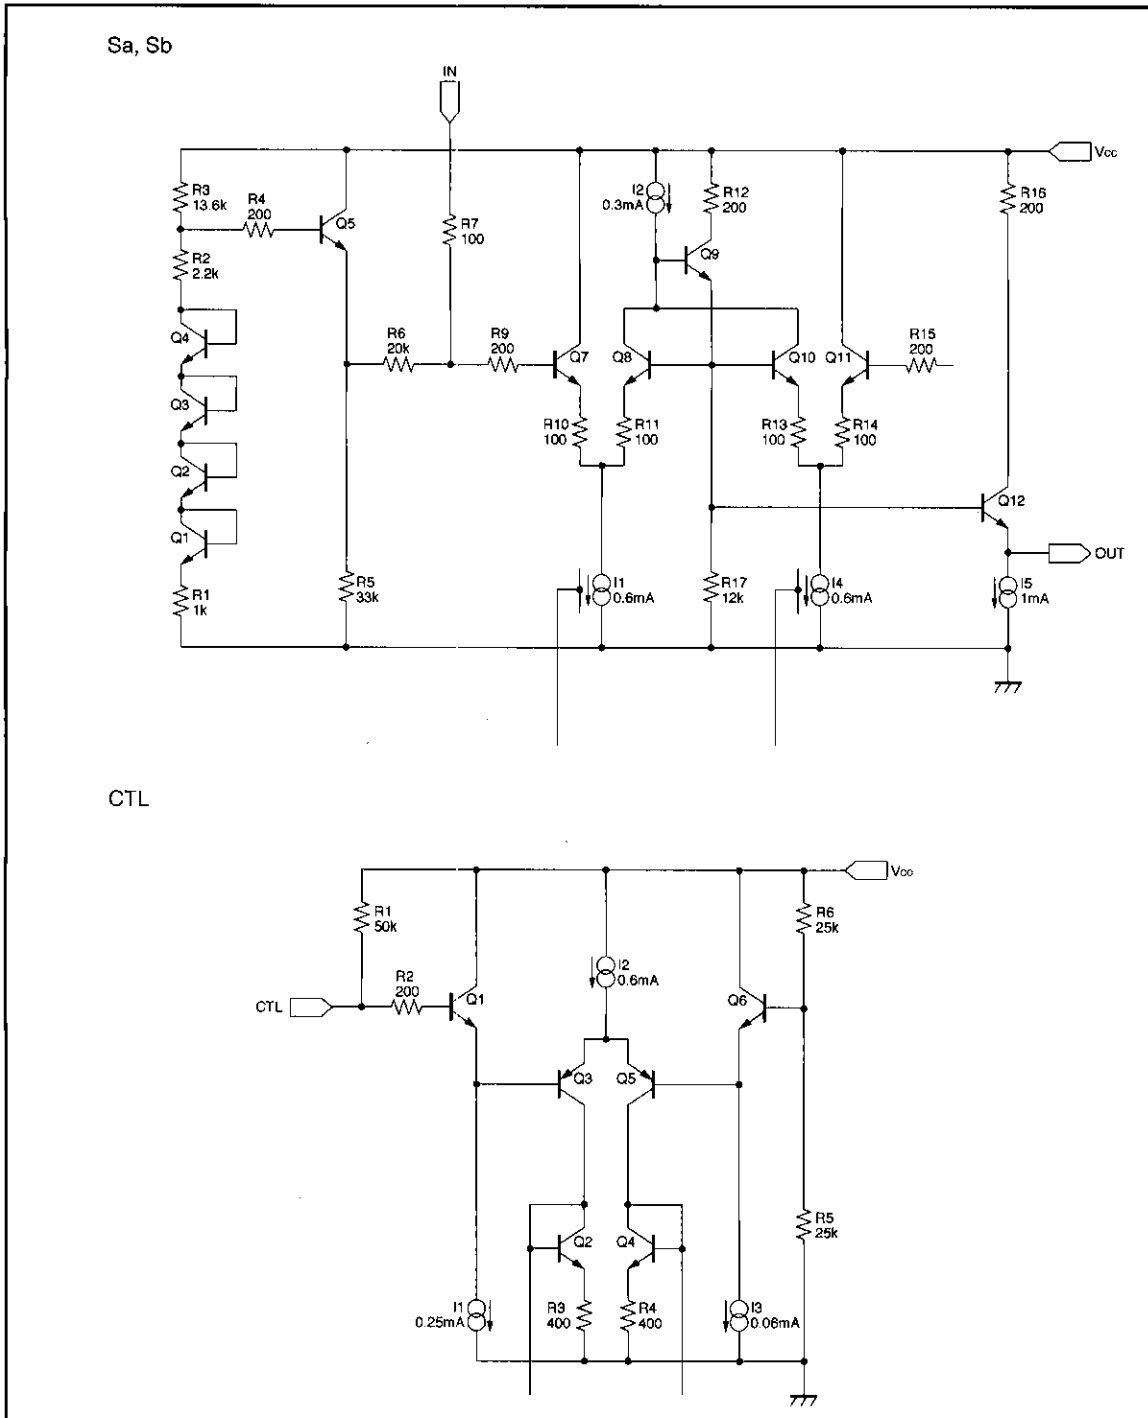 Sa, Sb
IN
Vcc
R3
13.6k
R4
200
Q5
R7
100
I2
0.3mA
R12
200
R16
200
R2
2.2k
Q9
Q4
R6
20k
R9
200
Q7
Q8
Q10
Q11
R15
200
Q3
R10
100
R11
100
R13
100
R14
100
Q2
Q12
Q1
OUT
R1
1k
R5
33k
I1
0.6mA
R17
12k
I4
0.6mA
I5
1mA
CTL
Vcc
R1
50k
R6
25k
I2
0.6mA
R2
200
CTL
Q1
Q6
Q3
Q5
Q2
Q4
R5
25k
I1
0.25mA
R3
400
R4
400
I3
0.06mA